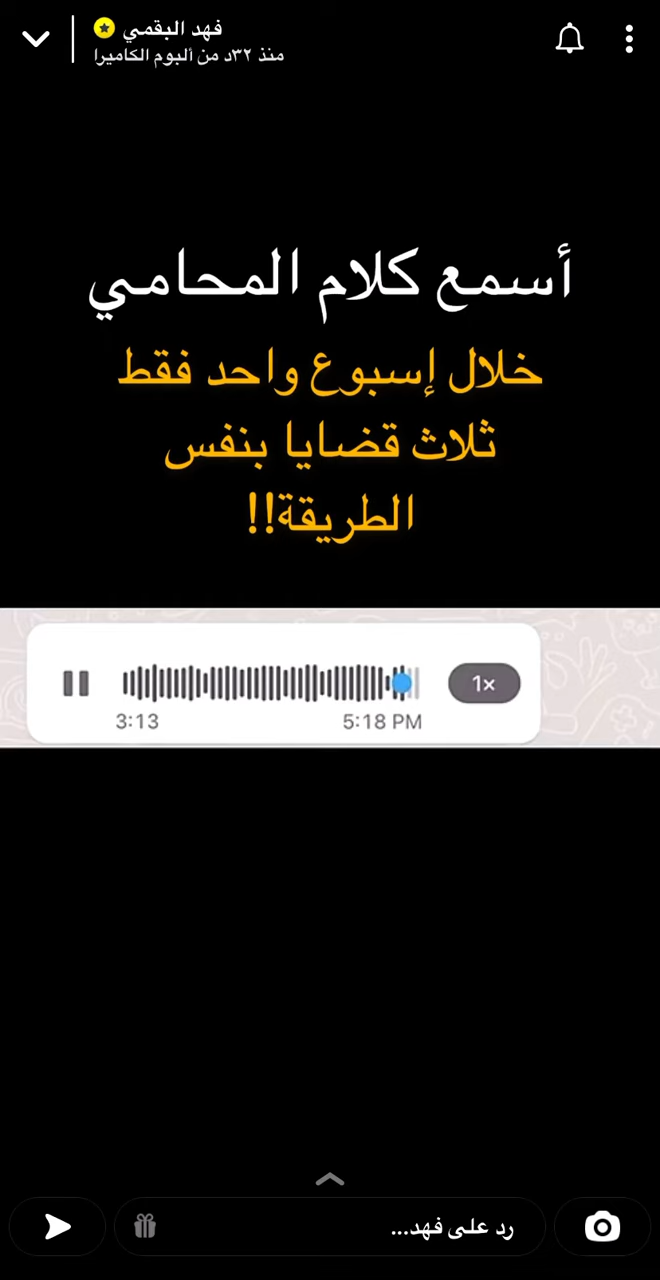 فهد البقمي
منذ ٣٢د من ألبوم الكاميرا
أسمع كلام المحامي
خلال إسبوع واحد فقط
ثلاث قضايا بنفس
الطريقة!!
1×
3:13
5:18 PM
رد على فهد...